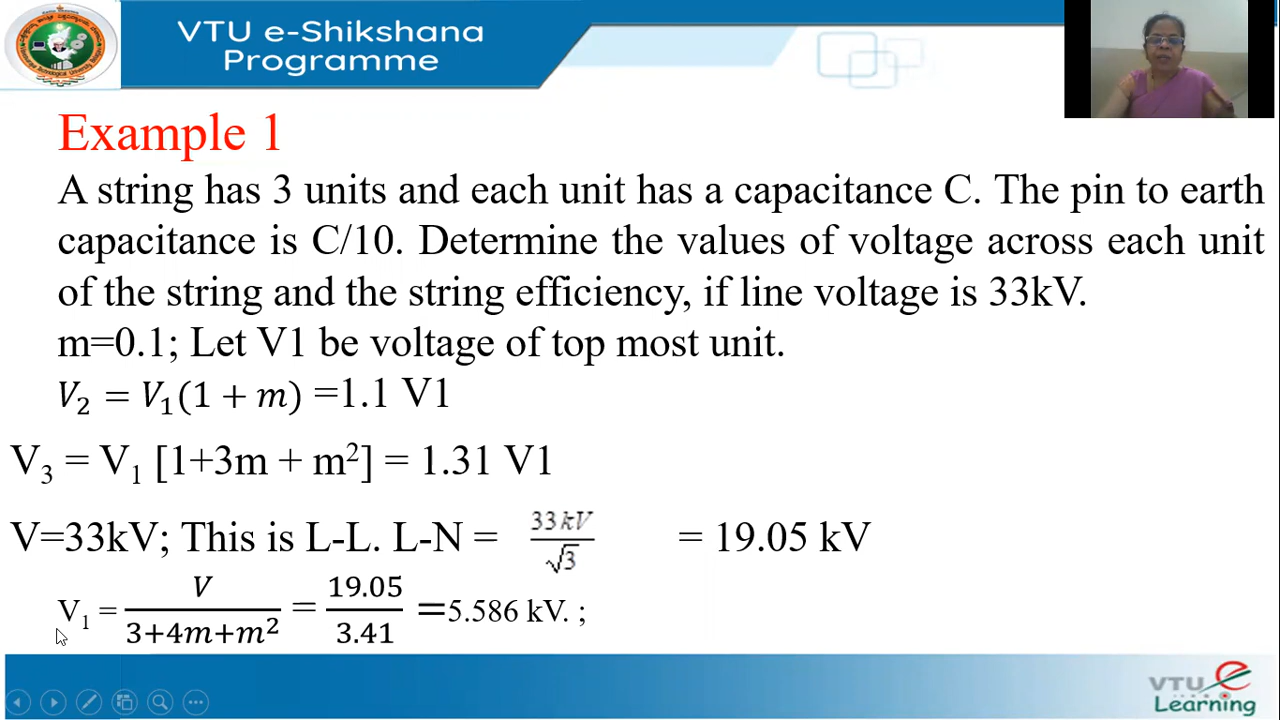 VTU e-Shikshana
Programme
Example 1
A string has 3 units and each unit has a capacitance C. The pin to earth
capacitance is C/10. Determine the values of voltage across each unit
of the string and the string efficiency, if line voltage is 33kV.
m=0.1; Let V1 be voltage of top most unit.
V₂ = V₁(1 + m) =1.1 V1
V₃ = V₁ [1+3m + m²] = 1.31 V1
V=33kV; This is L-L. L-N = 33kV/√3 = 19.05 kV
V₁ = V/(3+4m+m²) = 19.05/3.41 =5.586 kV. ;
VTU e
Learning